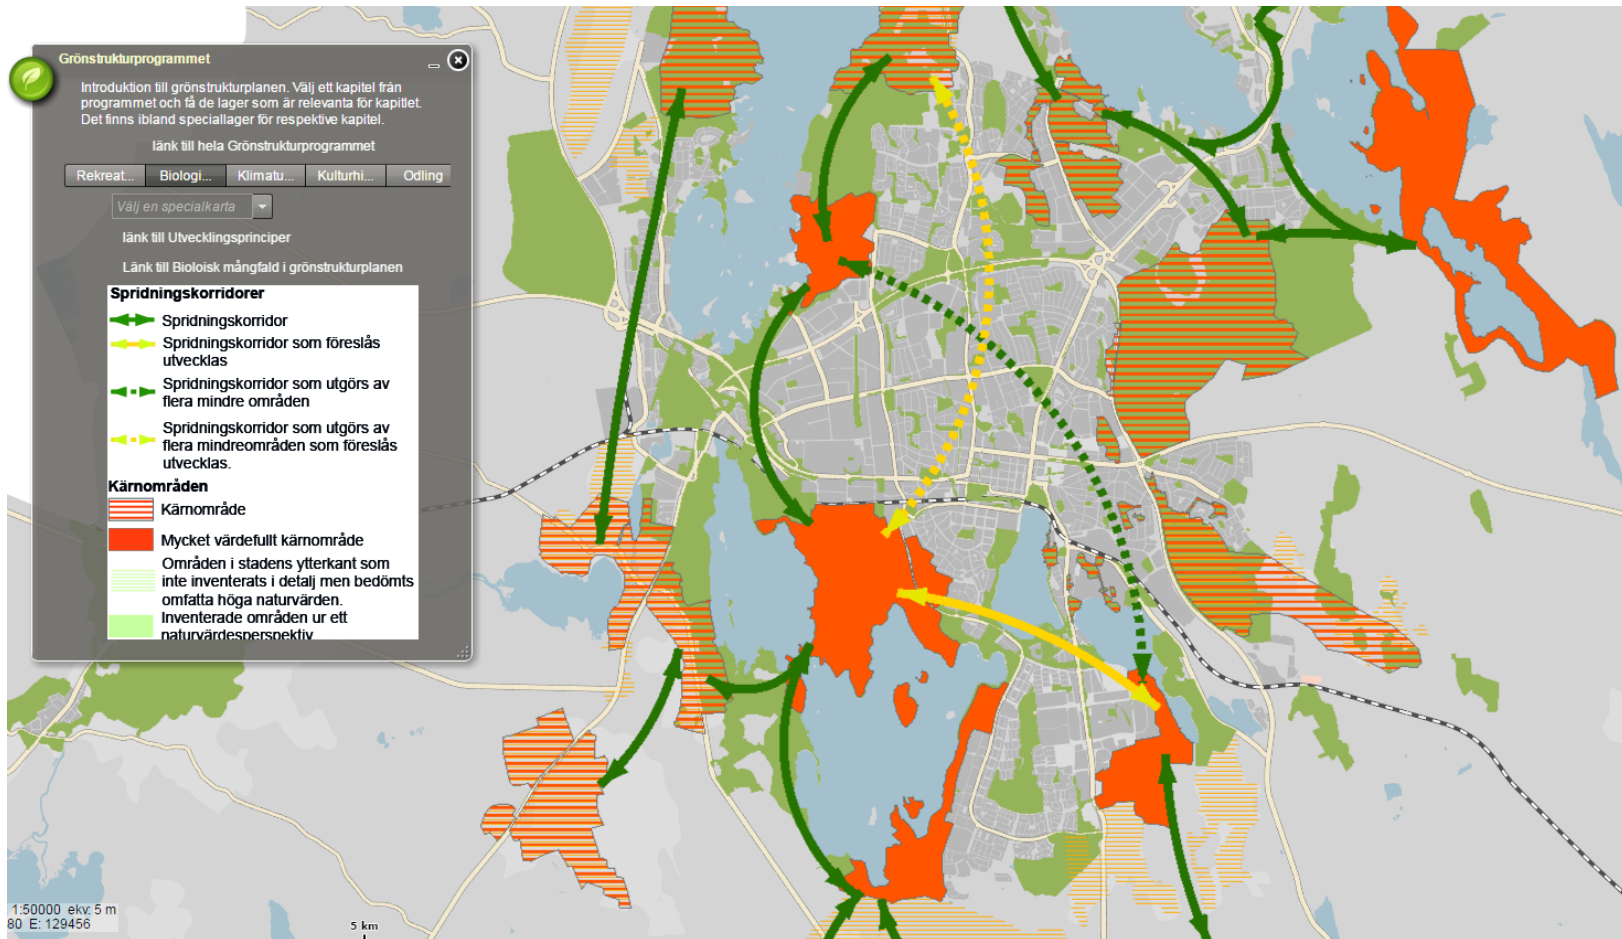 Grönstrukturprogrammet
Introduktion till grönstrukturplanen. Välj ett kapitel från
programmet och få de lager som är relevanta för kapitlet.
Det finns ibland speciallager för respektive kapitel.
länk till hela Grönstrukturprogrammet
Rekreat... Biologi... Klimatu... Kulturhi... Odling
Välj en specialkarta
länk till Utvecklingsprinciper
Länk till Bioloisk mångfald i grönstrukturplanen
Spridningskorridorer
Spridningskorridor
Spridningskorridor som föreslås
utvecklas
Spridningskorridor som utgörs av
flera mindre områden
Spridningskorridor som utgörs av
flera mindreområden som föreslås
utvecklas.
Kärnområden
Kärnområde
Mycket värdefullt kärnområde
Områden i stadens ytterkant som
inte inventerats i detalj men bedömts
omfatta höga naturvärden.
Inventerade områden ur ett
naturvärdesperspektiv
1:50000 ekv: 5 m
80 E: 129456
5 km